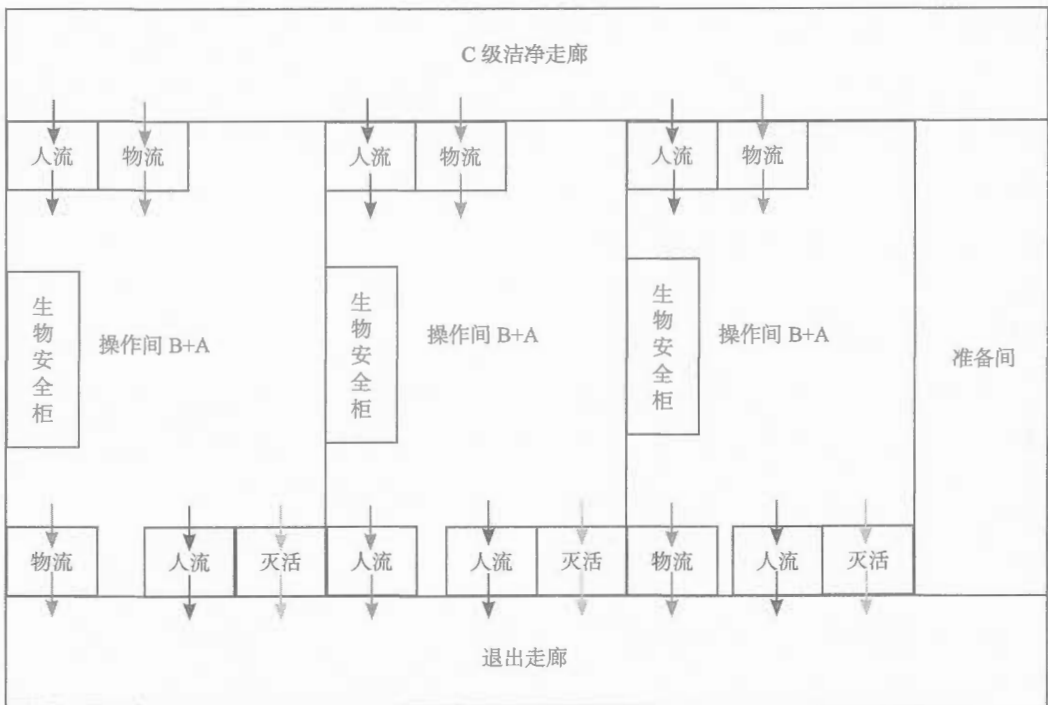 C 级洁净走廊
人流
物流
人流
物流
人流
物流
生物安全柜
操作间 B+A
生物安全柜
操作间 B+A
生物安全柜
操作间 B+A
准备间
物流
人流
灭活
人流
人流
灭活
物流
人流
灭活
退出走廊